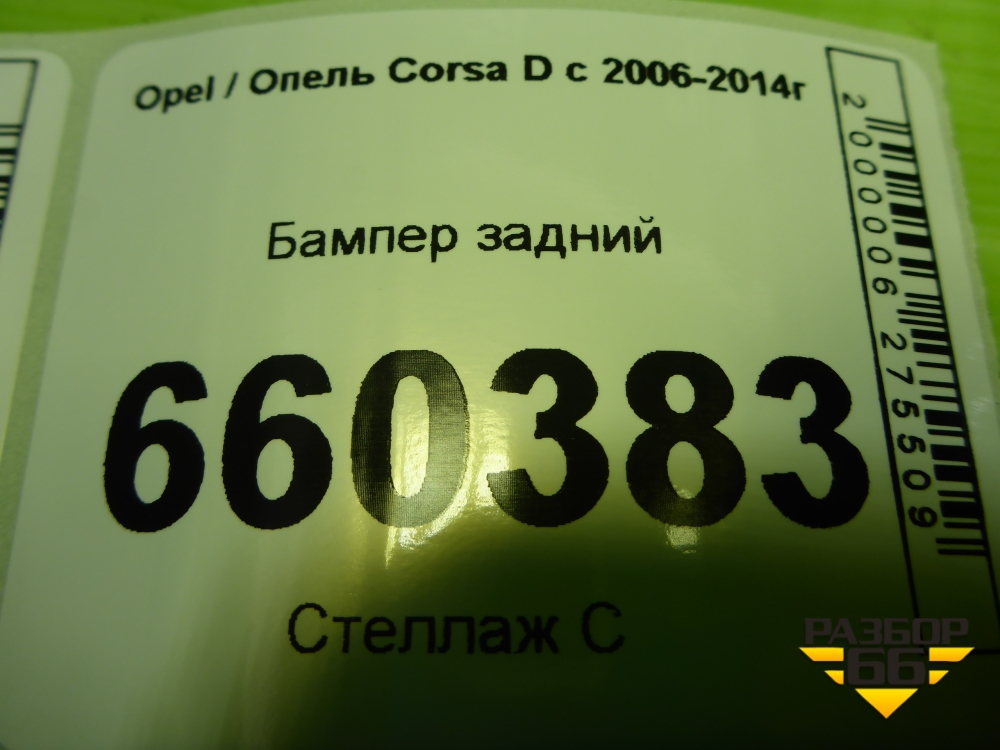 Opel / Опель Corsa D с 2006-2014г
Бампер задний
660383
Стеллаж С
2000006275509
РАЗБОР
66